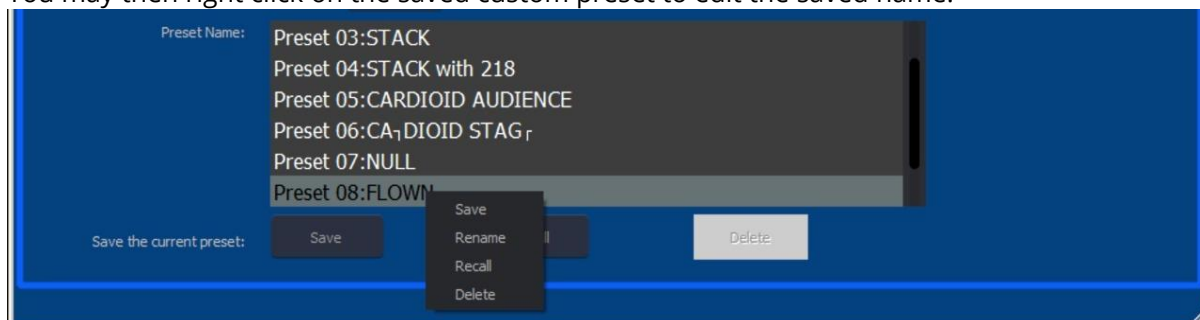 You may then right click on the saved custom preset to edit the saved name.
Preset Name:
Preset 03:STACK
Preset 04:STACK with 218
Preset 05:CARDIOID AUDIENCE
Preset 06:CA┐DIOID STAG┌
Preset 07:NULL
Preset 08:FLOWN
Save the current preset:
Save
Delete
Save
Rename
Recall
Delete